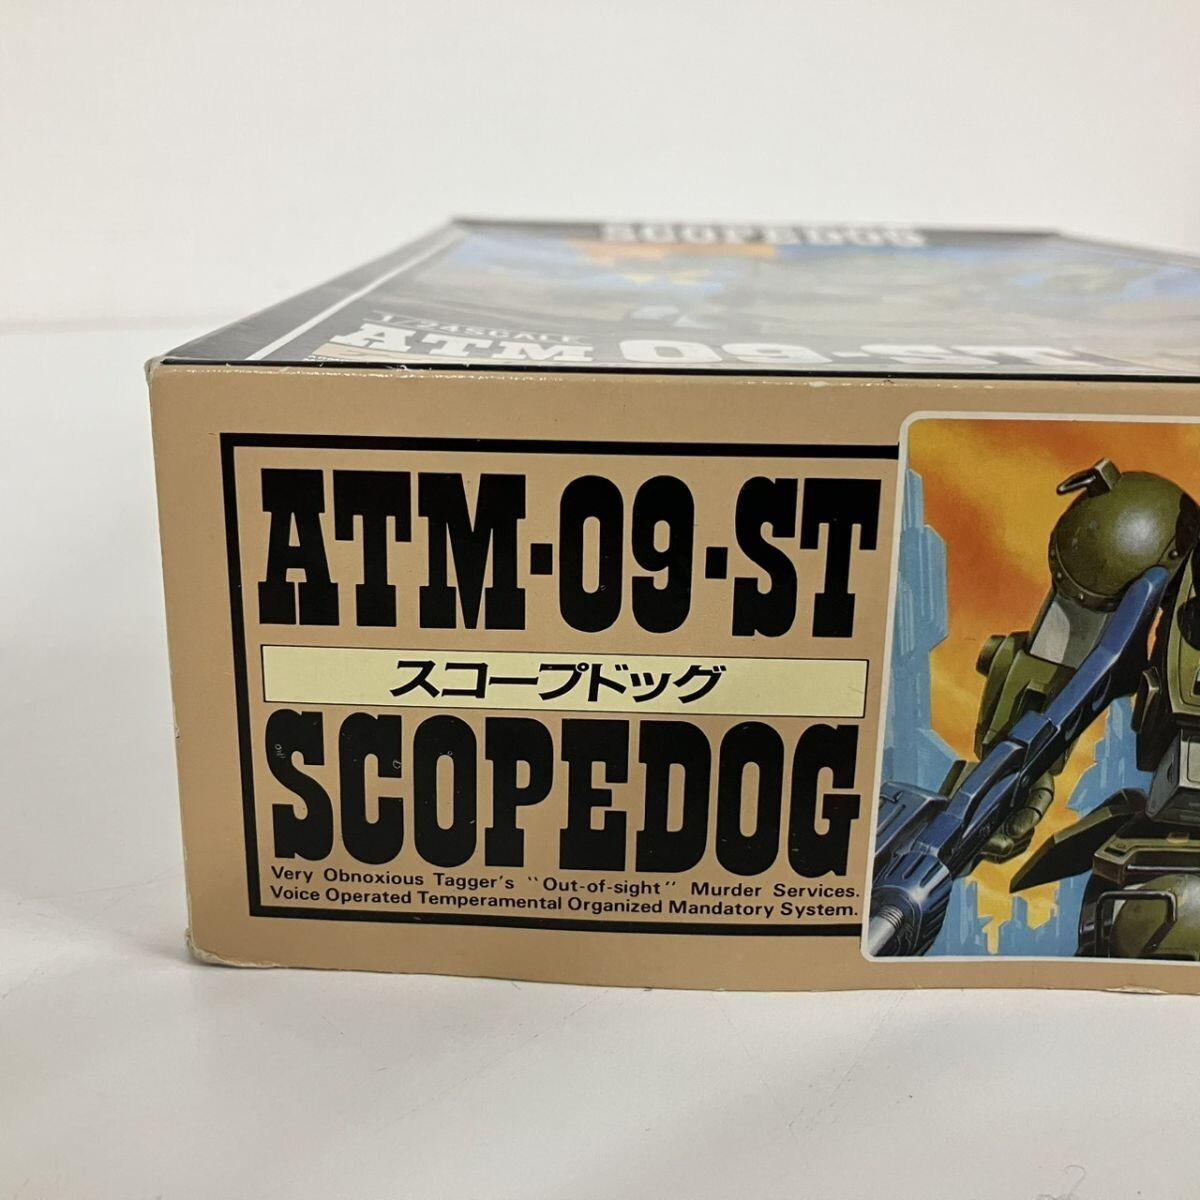 SCOPEDOG
1/24SCALE
ATM-09-ST
ATM-09-ST
スコープドッグ
SCOPEDOG
Very Obnoxious Tagger's "Out-of-sight" Murder Services.
Voice Operated Temperamental Organized Mandatory System.